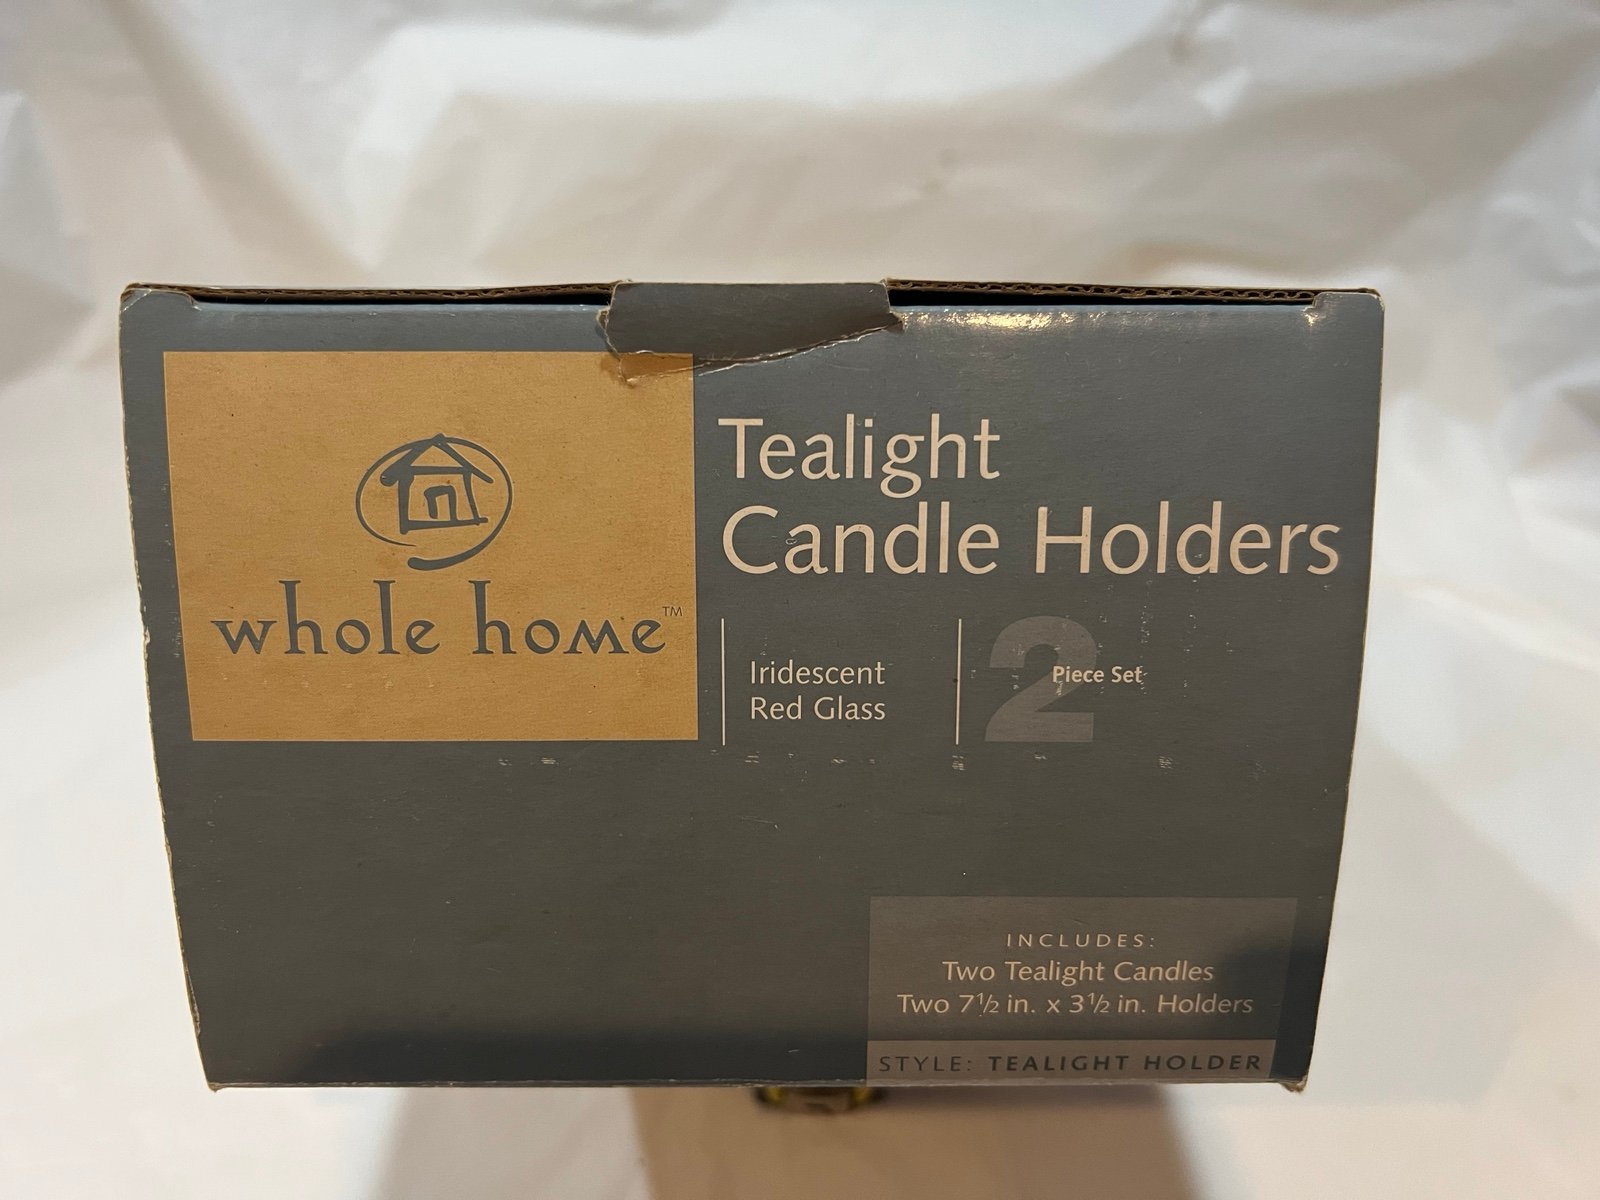 whole home™
Tealight
Candle Holders
Iridescent
Red Glass
2
Piece Set
INCLUDES:
Two Tealight Candles
Two 7½ in. x 3½ in. Holders
STYLE: TEALIGHT HOLDER